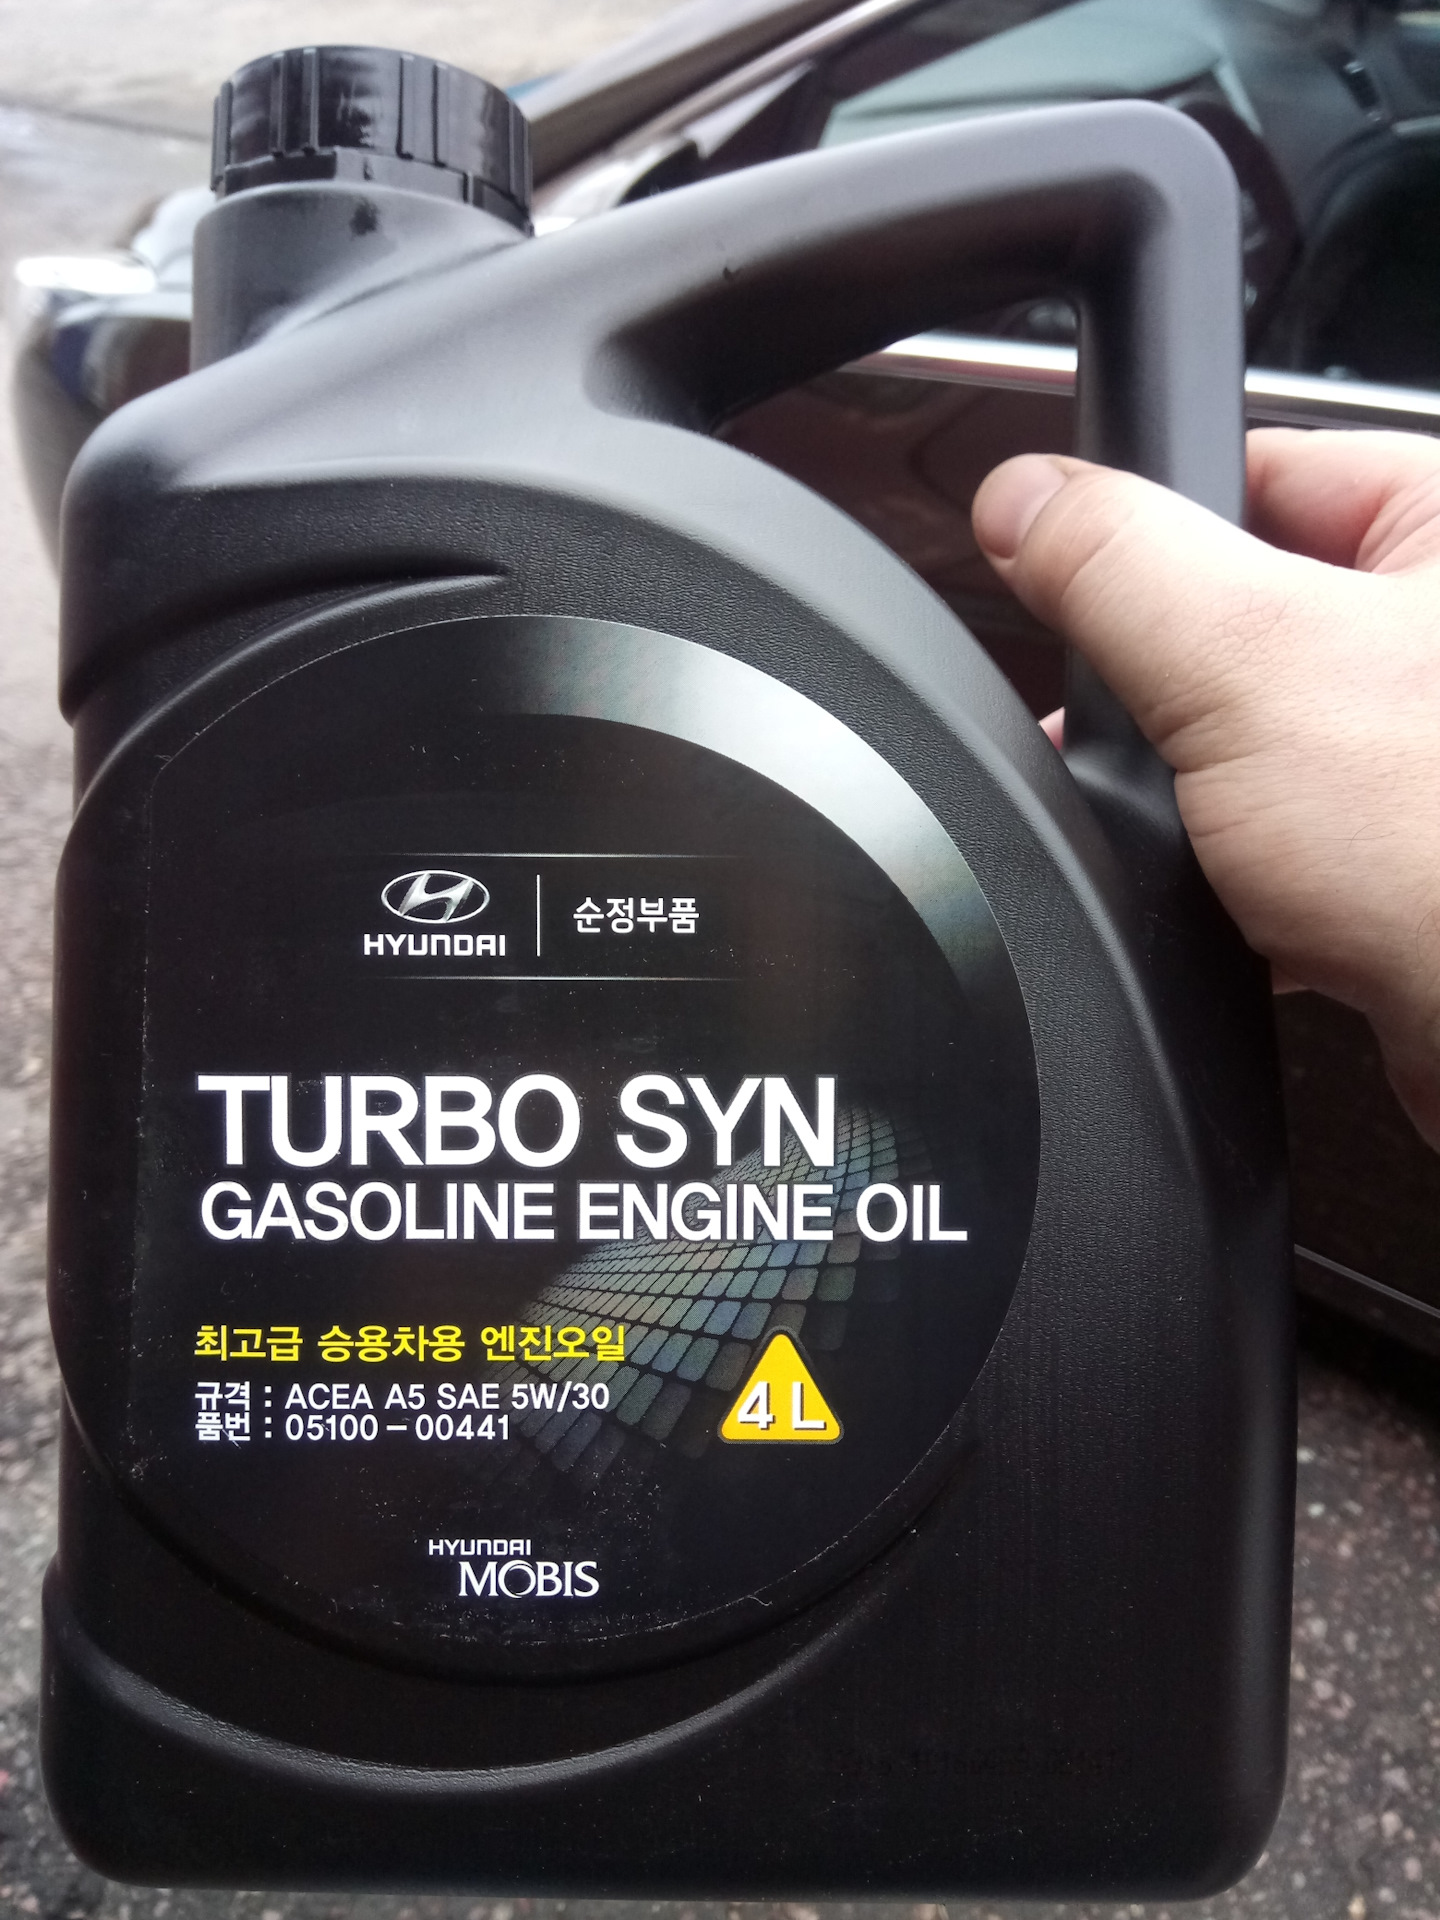 HYUNDAI 순정부품
TURBO SYN
GASOLINE ENGINE OIL
최고급 승용차용 엔진오일
규격 : ACEA A5 SAE 5W/30
품번 : 05100-00441
4 L
HYUNDAI
MOBIS